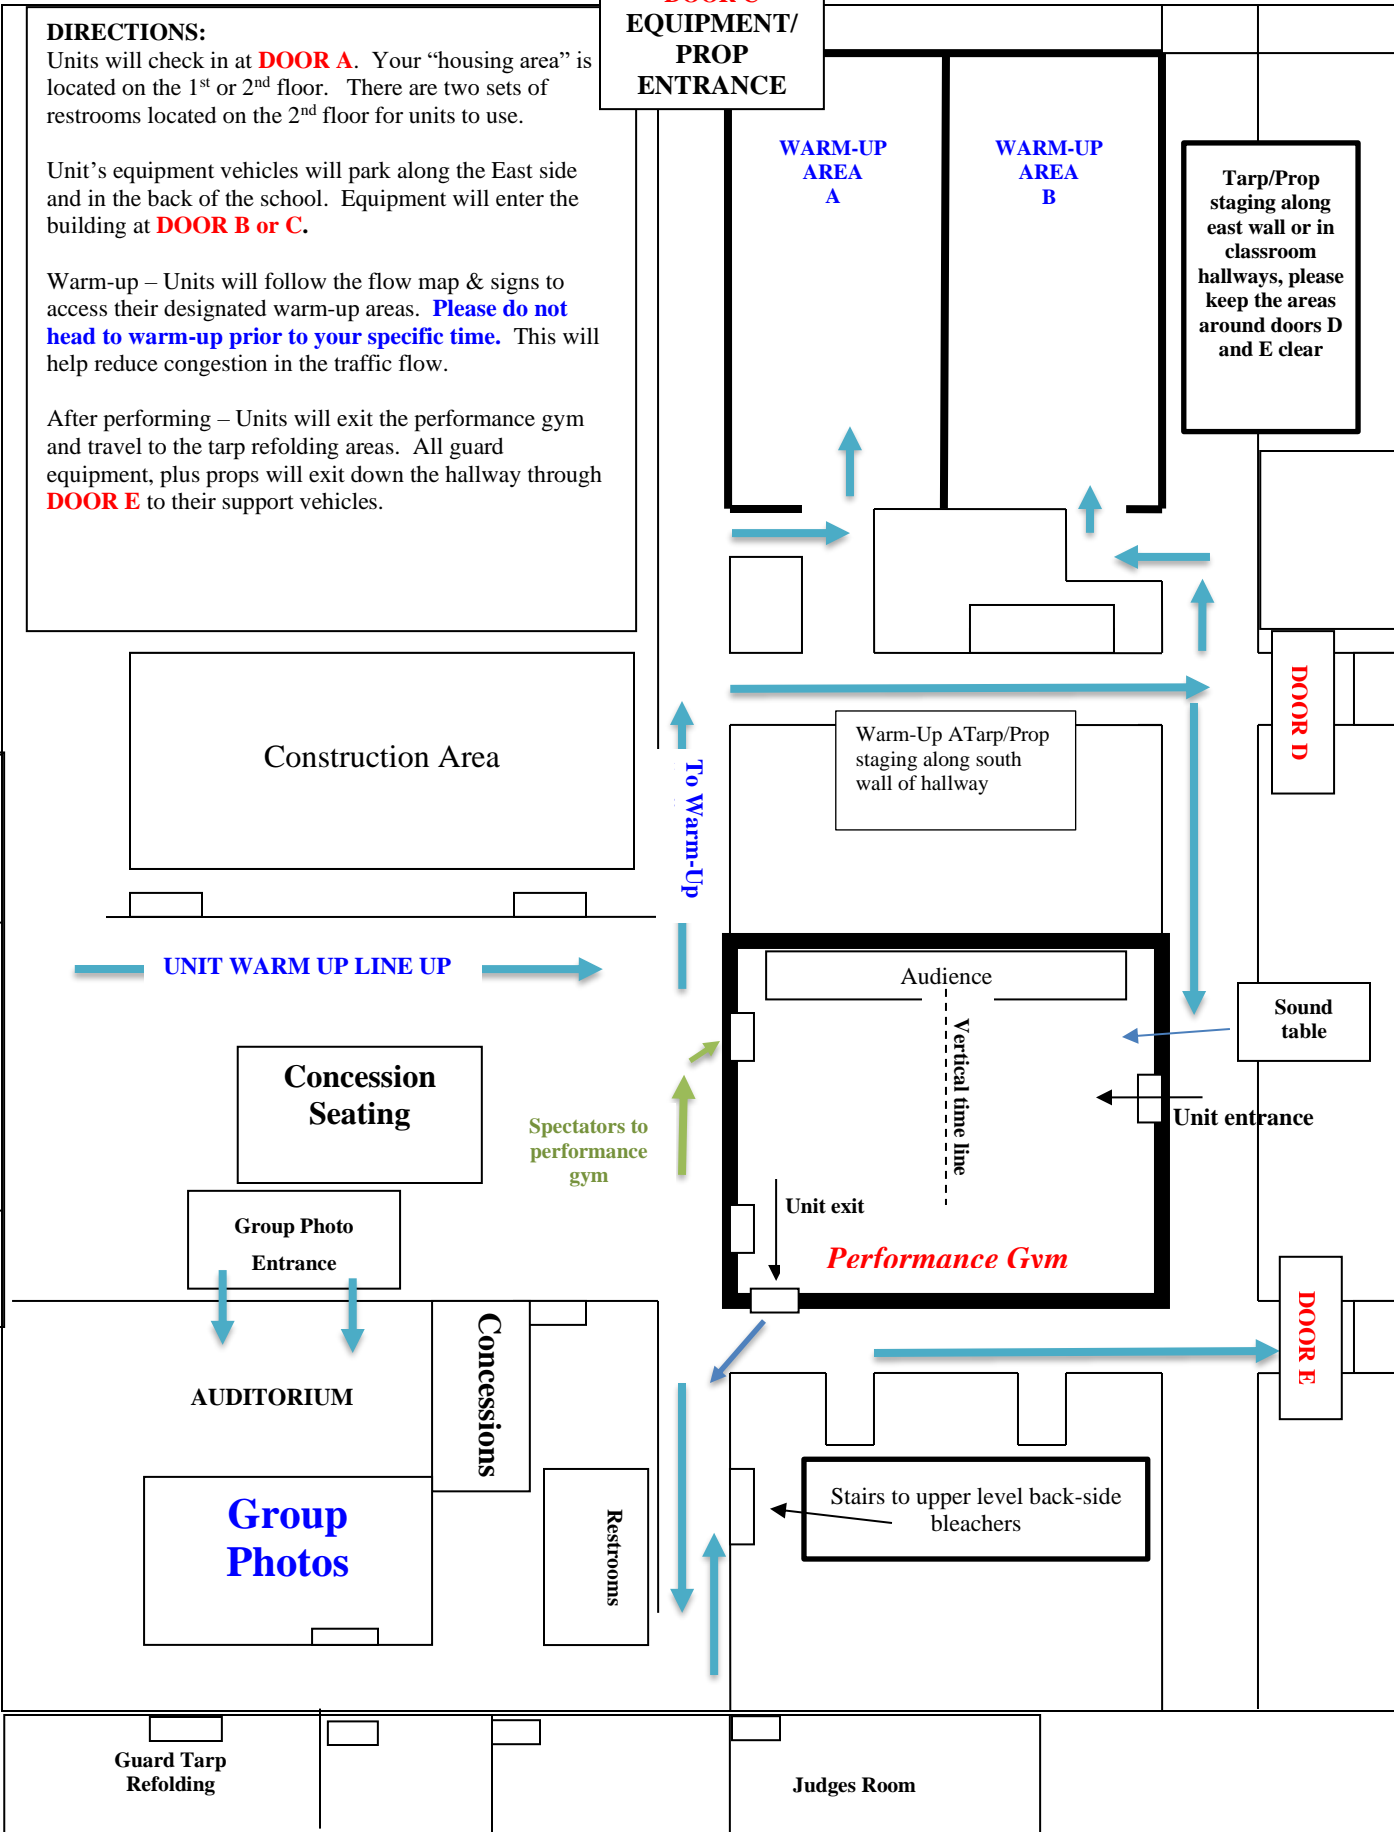 DOOR C
EQUIPMENT/
PROP
ENTRANCE
DIRECTIONS:
Units will check in at DOOR A. Your “housing area” is
located on the 1st or 2nd floor. There are two sets of
restrooms located on the 2nd floor for units to use.
Unit’s equipment vehicles will park along the East side
and in the back of the school. Equipment will enter the
building at DOOR B or C.
Warm-up – Units will follow the flow map & signs to
access their designated warm-up areas. Please do not
head to warm-up prior to your specific time. This will
help reduce congestion in the traffic flow.
After performing – Units will exit the performance gym
and travel to the tarp refolding areas. All guard
equipment, plus props will exit down the hallway through
DOOR E to their support vehicles.
WARM-UP
AREA
A
WARM-UP
AREA
B
Tarp/Prop
staging along
east wall or in
classroom
hallways, please
keep the areas
around doors D
and E clear
DOOR D
Warm-Up ATarp/Prop
staging along south
wall of hallway
Construction Area
To Warm-Up
UNIT WARM UP LINE UP
Audience
Sound
table
Vertical time line
Concession
Seating
Unit entrance
Spectators to
performance
gym
Unit exit
Group Photo
Entrance
Performance Gym
DOOR E
Concessions
AUDITORIUM
Group
Photos
Restrooms
Stairs to upper level back-side
bleachers
Guard Tarp
Refolding
Judges Room